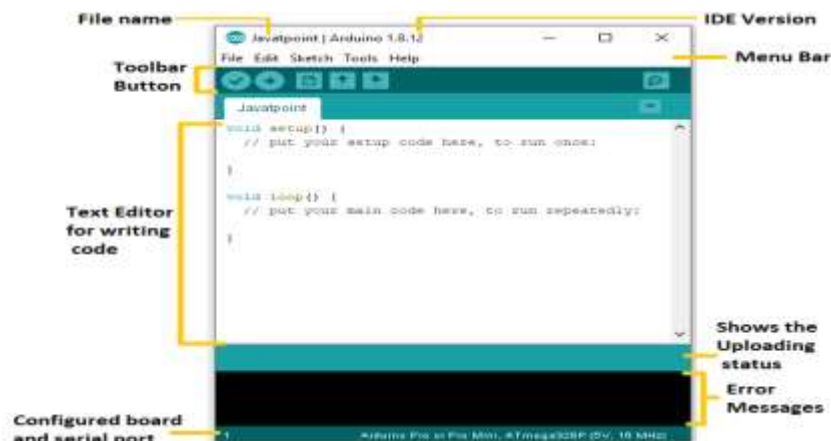 File name
IDE Version
Javatpoint | Arduino 1.8.12
File Edit Sketch Tools Help
Menu Bar
Toolbar
Button
Javatpoint
void setup() {
// put your setup code here, to run once:
}
void loop() {
// put your main code here, to run repeatedly:
}
Text Editor
for writing
code
Shows the
Uploading
status
Error
Messages
Configured board
and serial port
1
Arduino Pro or Pro Mini, ATmega328P (5V, 16 MHz)